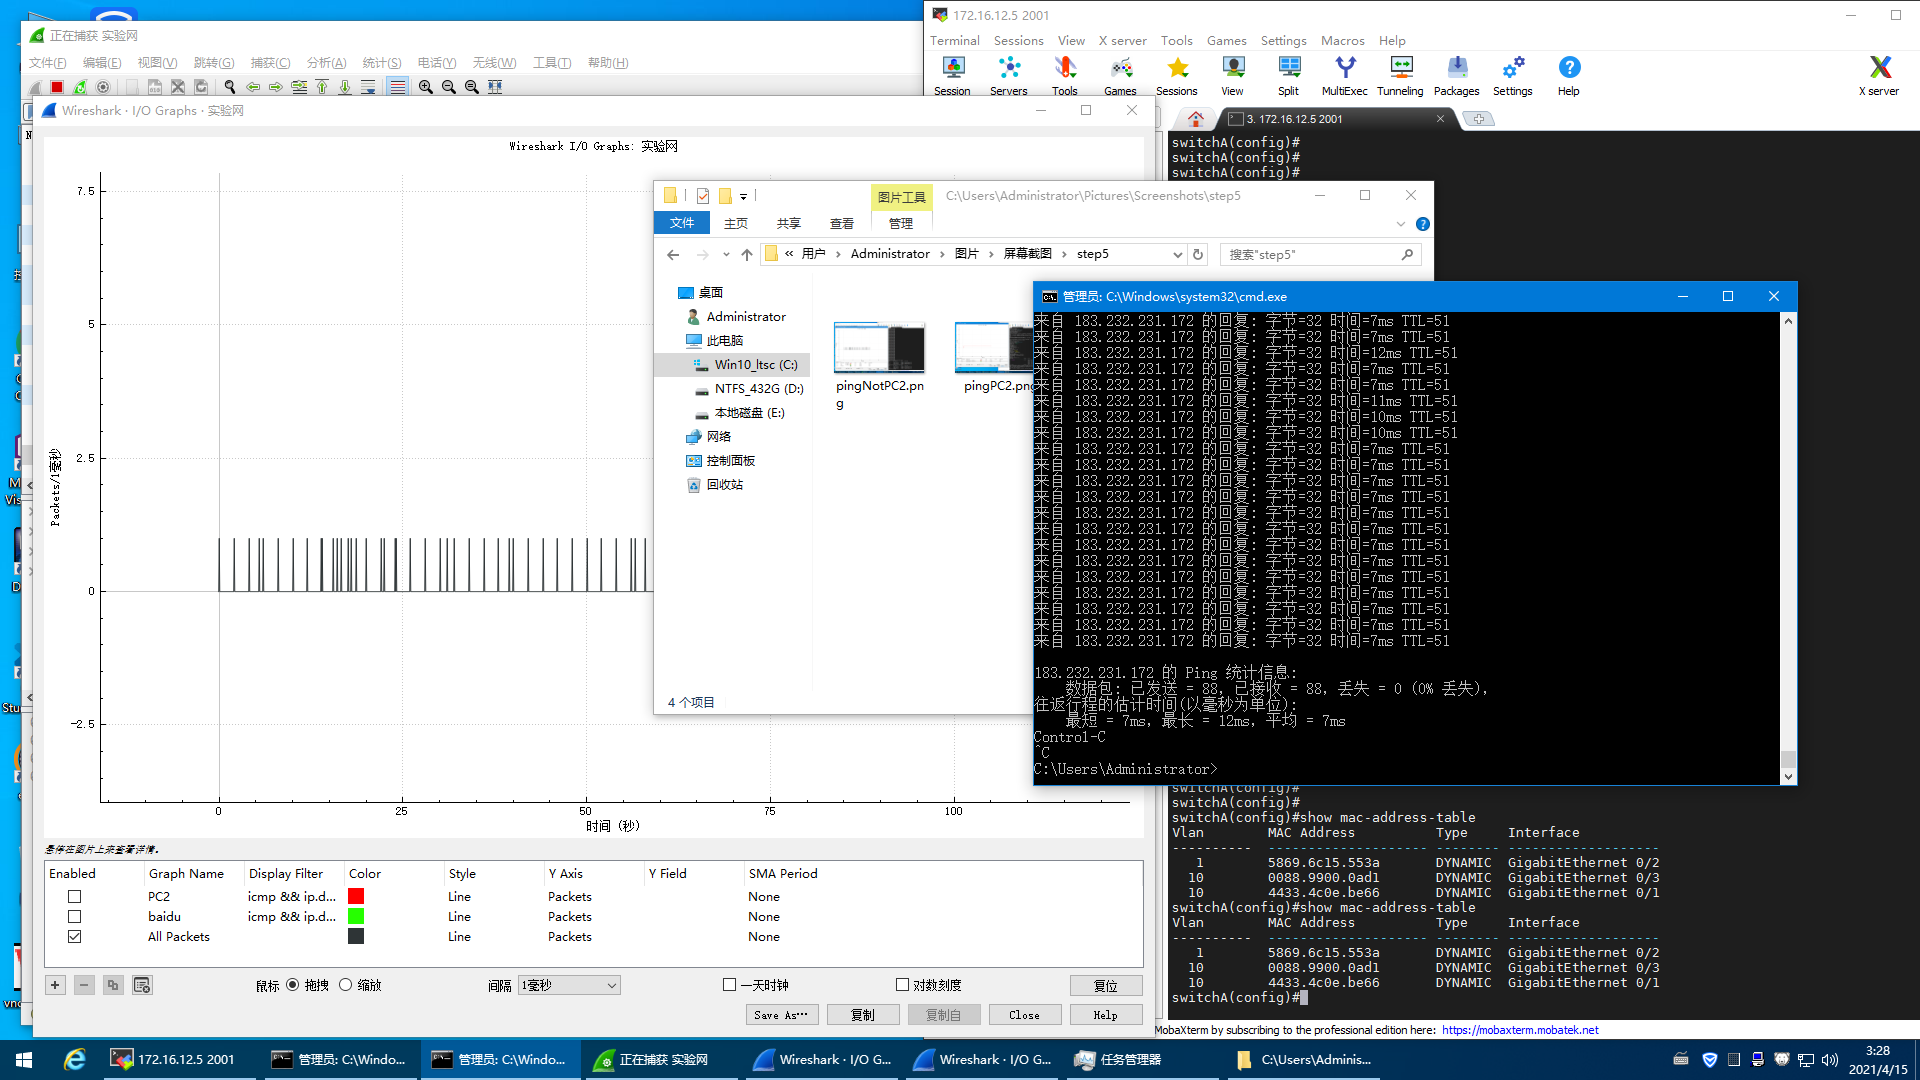 正在捕获 实验网
文件(F) 编辑(E) 视图(V) 跳转(G) 捕获(C) 分析(A) 统计(S) 电话(Y) 无线(W) 工具(T) 帮助(H)
Wireshark · I/O Graphs · 实验网
Wireshark I/O Graphs: 实验网
7.5
5
2.5
0
-2.5
Packets/1毫秒
0 25 50 75 100
时间 (秒)
悬停在图片上来查看详情。
Enabled Graph Name Display Filter Color Style Y Axis Y Field SMA Period
PC2 icmp && ip.d... Line Packets None
baidu icmp && ip.d... Line Packets None
All Packets Line Packets None
+ −
鼠标 拖拽 缩放 间隔 1毫秒 一天时钟 对数刻度 复位
Save As… 复制 复制自 Close Help
图片工具 C:\Users\Administrator\Pictures\Screenshots\step5
文件 主页 共享 查看 管理
« 用户 › Administrator › 图片 › 屏幕截图 › step5 搜索"step5"
桌面
Administrator
此电脑
Win10_ltsc (C:)
NTFS_432G (D:)
本地磁盘 (E:)
网络
控制面板
回收站
pingNotPC2.png
pingPC2.png
4 个项目
172.16.12.5 2001
Terminal Sessions View X server Tools Games Settings Macros Help
Session Servers Tools Games Sessions View Split MultiExec Tunneling Packages Settings Help X server
3. 172.16.12.5 2001
switchA(config)#
switchA(config)#
switchA(config)#
管理员: C:\Windows\system32\cmd.exe
来自 183.232.231.172 的回复: 字节=32 时间=7ms TTL=51
来自 183.232.231.172 的回复: 字节=32 时间=7ms TTL=51
来自 183.232.231.172 的回复: 字节=32 时间=12ms TTL=51
来自 183.232.231.172 的回复: 字节=32 时间=7ms TTL=51
来自 183.232.231.172 的回复: 字节=32 时间=7ms TTL=51
来自 183.232.231.172 的回复: 字节=32 时间=11ms TTL=51
来自 183.232.231.172 的回复: 字节=32 时间=10ms TTL=51
来自 183.232.231.172 的回复: 字节=32 时间=10ms TTL=51
来自 183.232.231.172 的回复: 字节=32 时间=7ms TTL=51
来自 183.232.231.172 的回复: 字节=32 时间=7ms TTL=51
来自 183.232.231.172 的回复: 字节=32 时间=7ms TTL=51
来自 183.232.231.172 的回复: 字节=32 时间=7ms TTL=51
来自 183.232.231.172 的回复: 字节=32 时间=7ms TTL=51
来自 183.232.231.172 的回复: 字节=32 时间=7ms TTL=51
来自 183.232.231.172 的回复: 字节=32 时间=7ms TTL=51
来自 183.232.231.172 的回复: 字节=32 时间=7ms TTL=51
来自 183.232.231.172 的回复: 字节=32 时间=7ms TTL=51
来自 183.232.231.172 的回复: 字节=32 时间=7ms TTL=51
来自 183.232.231.172 的回复: 字节=32 时间=7ms TTL=51
来自 183.232.231.172 的回复: 字节=32 时间=7ms TTL=51
来自 183.232.231.172 的回复: 字节=32 时间=7ms TTL=51
183.232.231.172 的 Ping 统计信息:
数据包: 已发送 = 88, 已接收 = 88, 丢失 = 0 (0% 丢失),
往返行程的估计时间(以毫秒为单位):
最短 = 7ms, 最长 = 12ms, 平均 = 7ms
Control-C
^C
C:\Users\Administrator>
switchA(config)#
switchA(config)#
switchA(config)#show mac-address-table
Vlan MAC Address Type Interface
---------- -------------------- -------- -------------------
1 5869.6c15.553a DYNAMIC GigabitEthernet 0/2
10 0088.9900.0ad1 DYNAMIC GigabitEthernet 0/3
10 4433.4c0e.be66 DYNAMIC GigabitEthernet 0/1
switchA(config)#show mac-address-table
Vlan MAC Address Type Interface
---------- -------------------- -------- -------------------
1 5869.6c15.553a DYNAMIC GigabitEthernet 0/2
10 0088.9900.0ad1 DYNAMIC GigabitEthernet 0/3
10 4433.4c0e.be66 DYNAMIC GigabitEthernet 0/1
switchA(config)#
MobaXterm by subscribing to the professional edition here: https://mobaxterm.mobatek.net
172.16.12.5 2001
管理员: C:\Windo...
管理员: C:\Windo...
正在捕获 实验网
Wireshark · I/O G...
Wireshark · I/O G...
任务管理器
C:\Users\Adminis...
3:28
2021/4/15